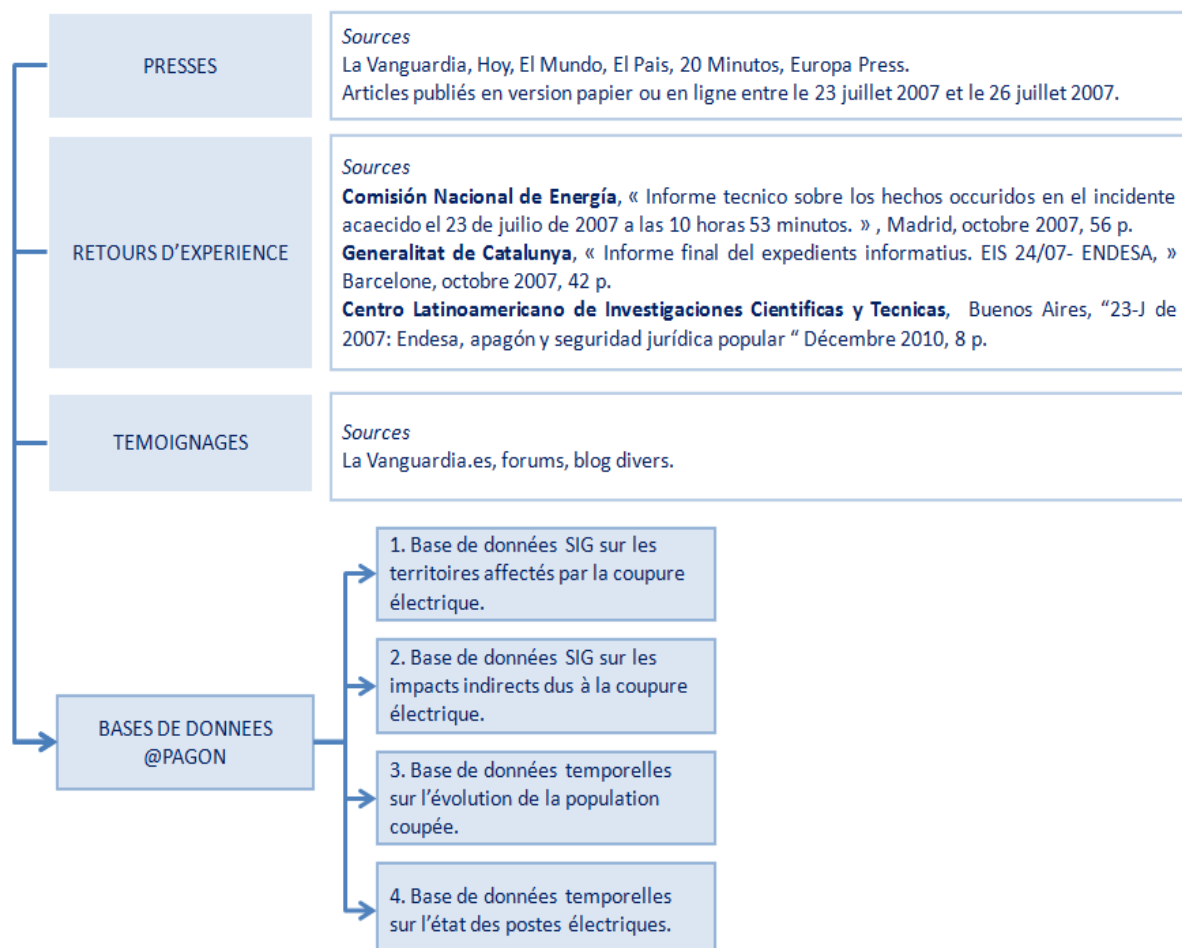 PRESSES
Sources
La Vanguardia, Hoy, El Mundo, El Pais, 20 Minutos, Europa Press.
Articles publiés en version papier ou en ligne entre le 23 juillet 2007 et le 26 juillet 2007.
RETOURS D'EXPERIENCE
Sources
Comisión Nacional de Energía, « Informe tecnico sobre los hechos occuridos en el incidente
acaecido el 23 de juilio de 2007 a las 10 horas 53 minutos. » , Madrid, octobre 2007, 56 p.
Generalitat de Catalunya, « Informe final del expedients informatius. EIS 24/07- ENDESA, »
Barcelone, octobre 2007, 42 p.
Centro Latinoamericano de Investigaciones Cientificas y Tecnicas, Buenos Aires, “23-J de
2007: Endesa, apagón y seguridad jurídica popular “ Décembre 2010, 8 p.
TEMOIGNAGES
Sources
La Vanguardia.es, forums, blog divers.
BASES DE DONNEES
@PAGON
1. Base de données SIG sur les
territoires affectés par la coupure
électrique.
2. Base de données SIG sur les
impacts indirects dus à la coupure
électrique.
3. Base de données temporelles
sur l'évolution de la population
coupée.
4. Base de données temporelles
sur l'état des postes électriques.